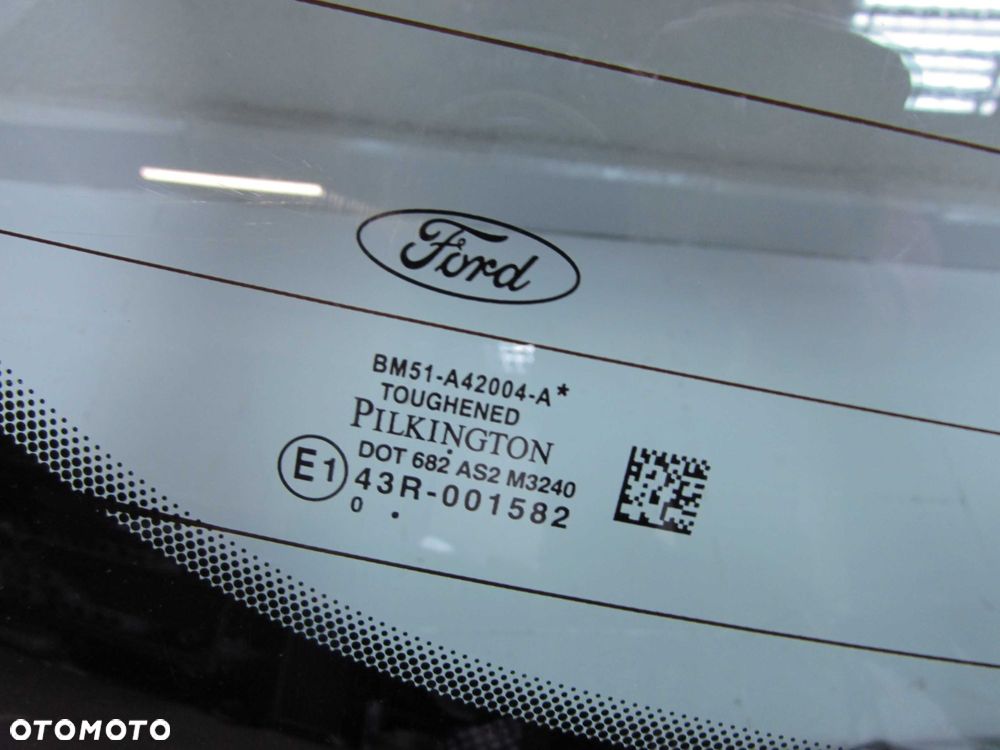 Ford
BM51-A42004-A*
TOUGHENED
PILKINGTON
DOT 682 AS2 M3240
E1 43R-001582
0 .
OTOMOTO